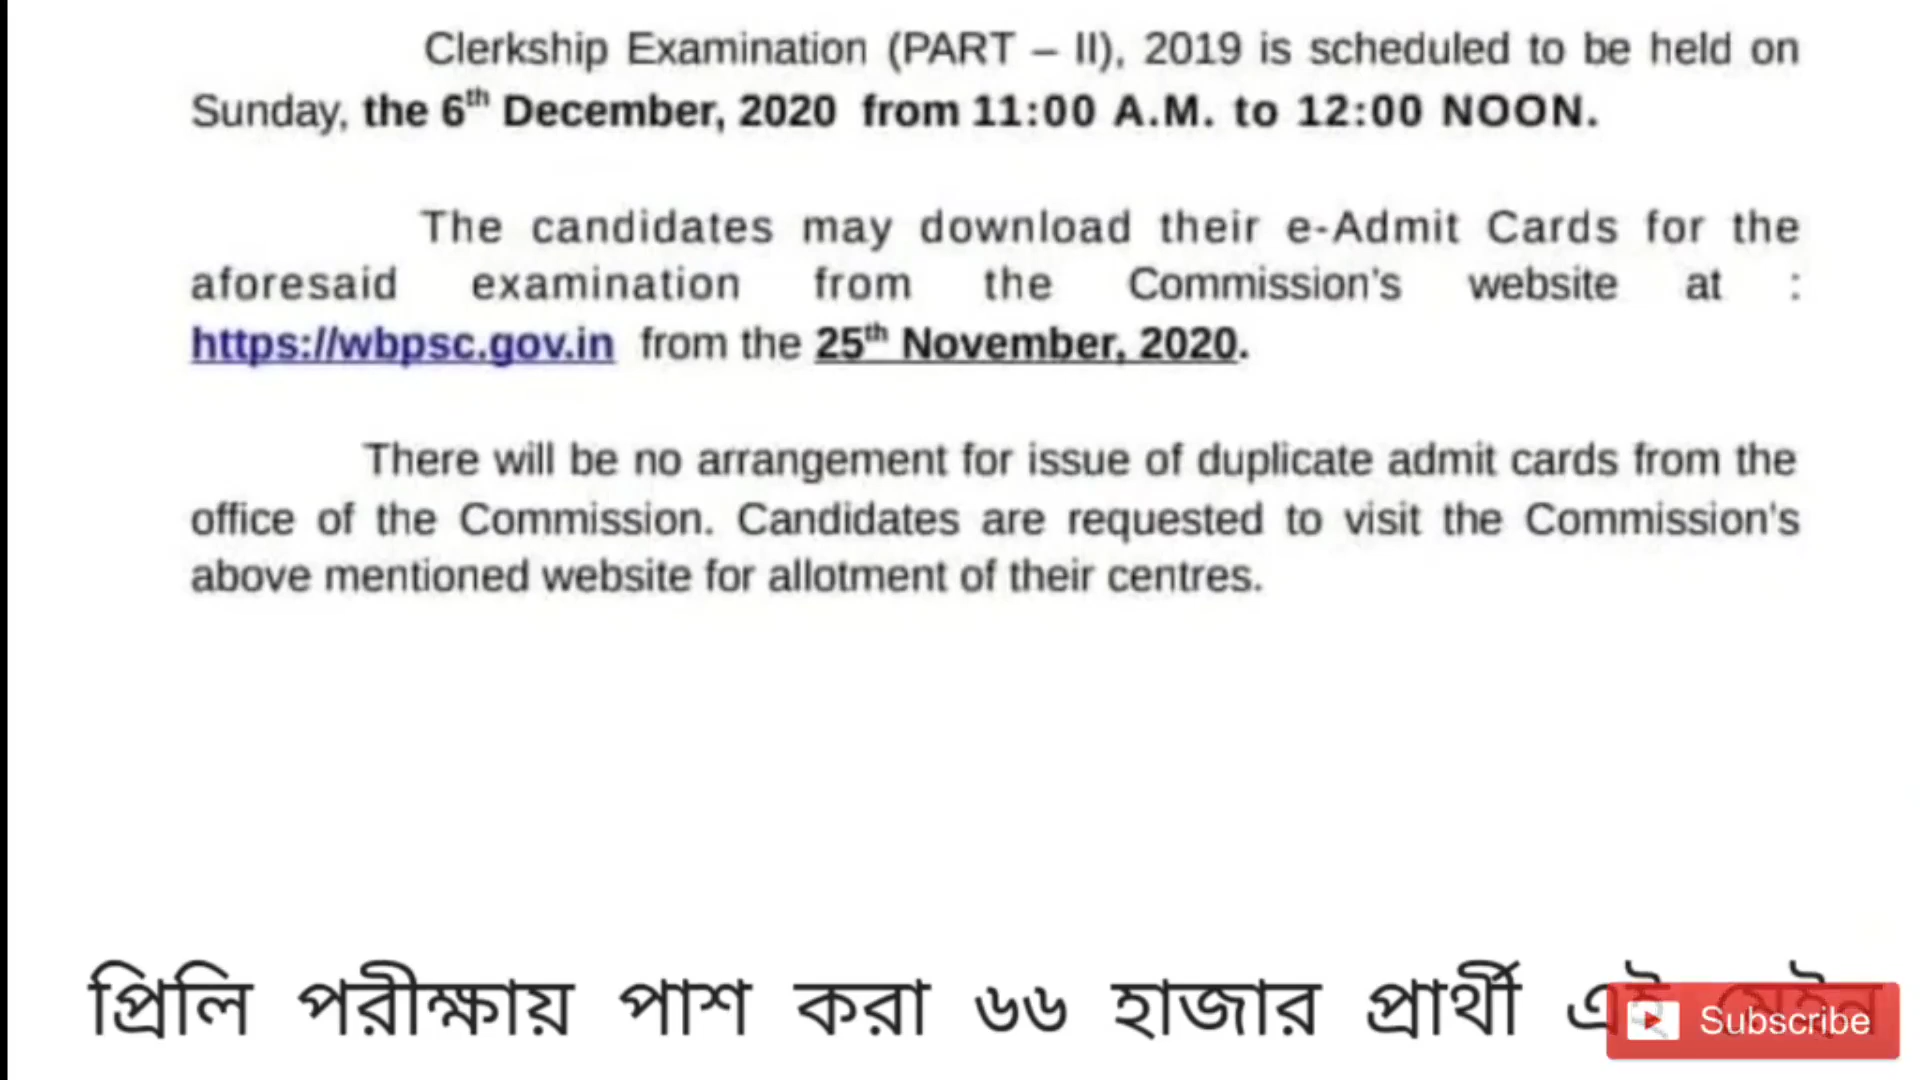 Clerkship Examination (PART – II), 2019 is scheduled to be held on
Sunday, the 6th December, 2020 from 11:00 A.M. to 12:00 NOON.
The candidates may download their e-Admit Cards for the
aforesaid examination from the Commission's website at :
https://wbpsc.gov.in from the 25th November, 2020.
There will be no arrangement for issue of duplicate admit cards from the
office of the Commission. Candidates are requested to visit the Commission's
above mentioned website for allotment of their centres.
প্রিলি পরীক্ষায় পাশ করা ৬৬ হাজার প্রার্থী এই মেইন
Subscribe